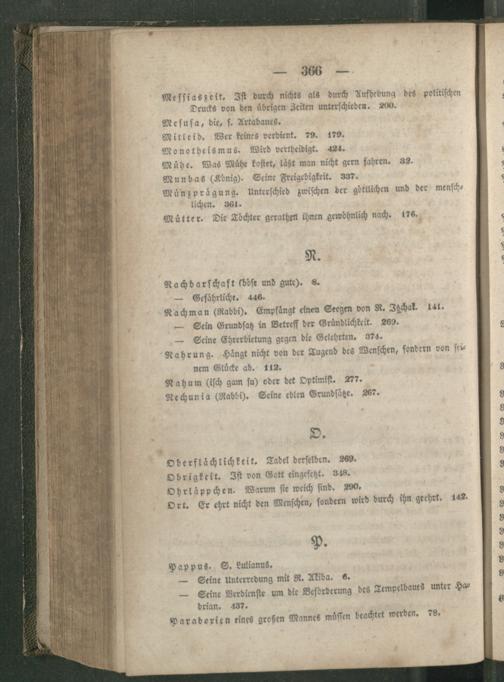 — 366 —
Messiaszeit. Ist durch nichts als durch Aufhebung des politischen
Drucks von den übrigen Zeiten unterschieden. 200.
Mesusa, die, s. Artabanes.
Mitleid. Wer keines verdient. 79. 179.
Monotheismus. Wird vertheidigt. 424.
Mühe. Was Mühe kostet, läßt man nicht gern fahren. 32.
Munbas (König). Seine Freigebigkeit. 337.
Münzprägung. Unterschied zwischen der göttlichen und der mensch-
lichen. 361.
Mütter. Die Töchter gerathen ihnen gewöhnlich nach. 176.
N.
Nachbarschaft (böse und gute). 8.
— Gefährliche. 446.
Nachman (Rabbi). Empfängt einen Seegen von R. Itzchak. 141.
— Sein Grundsatz in Betreff der Gründlichkeit. 269.
— Seine Ehrerbietung gegen die Gelehrten. 374.
Nahrung. Hängt nicht von der Tugend des Menschen, sondern von sei-
nem Glücke ab. 112.
Nahum (isch gam su) oder det Optimist. 277.
Nechunia (Rabbi). Seine edlen Grundsätze. 267.
O.
Oberflächlichkeit. Tadel derselben. 269.
Obrigkeit. Ist von Gott eingesetzt. 348.
Ohrläppchen. Warum sie weich sind. 290.
Ort. Er ehrt nicht den Menschen, sondern wird durch ihn geehrt. 142.
P.
Pappus. S. Lulianus.
— Seine Unterredung mit R. Akiba. 6.
— Seine Verdienste um die Beförderung des Tempelbaues unter Ha-
drian. 437.
Paradoxien eines großen Mannes müssen beachtet werden. 78.